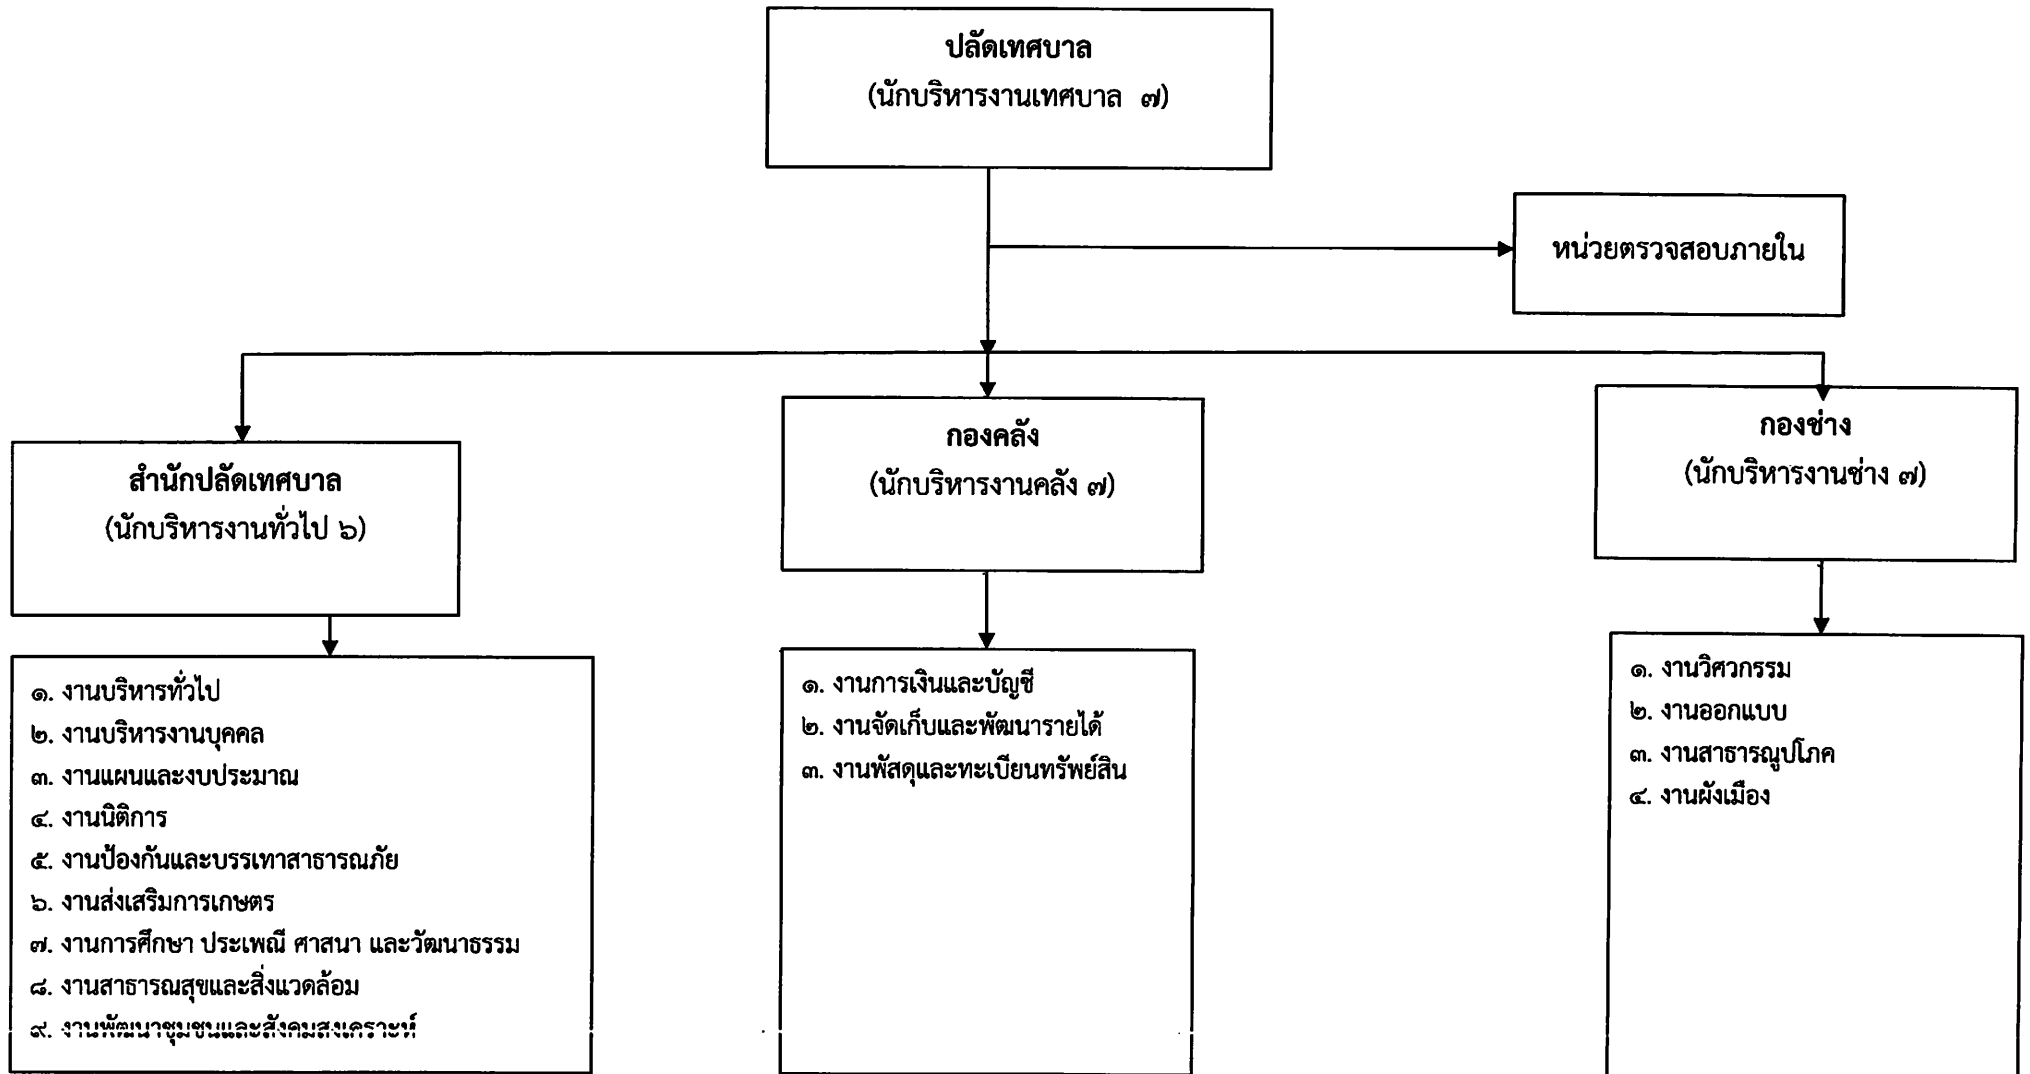 ปลัดเทศบาล
(นักบริหารงานเทศบาล ๗)
หน่วยตรวจสอบภายใน
สำนักปลัดเทศบาล
(นักบริหารงานทั่วไป ๖)
กองคลัง
(นักบริหารงานคลัง ๗)
กองช่าง
(นักบริหารงานช่าง ๗)
๑. งานบริหารทั่วไป
๒. งานบริหารงานบุคคล
๓. งานแผนและงบประมาณ
๔. งานนิติการ
๕. งานป้องกันและบรรเทาสาธารณภัย
๖. งานส่งเสริมการเกษตร
๗. งานการศึกษา ประเพณี ศาสนา และวัฒนาธรรม
๘. งานสาธารณสุขและสิ่งแวดล้อม
๙. งานพัฒนาชุมชนและสังคมสงเคราะห์
๑. งานการเงินและบัญชี
๒. งานจัดเก็บและพัฒนารายได้
๓. งานพัสดุและทะเบียนทรัพย์สิน
๑. งานวิศวกรรม
๒. งานออกแบบ
๓. งานสาธารณูปโภค
๔. งานผังเมือง